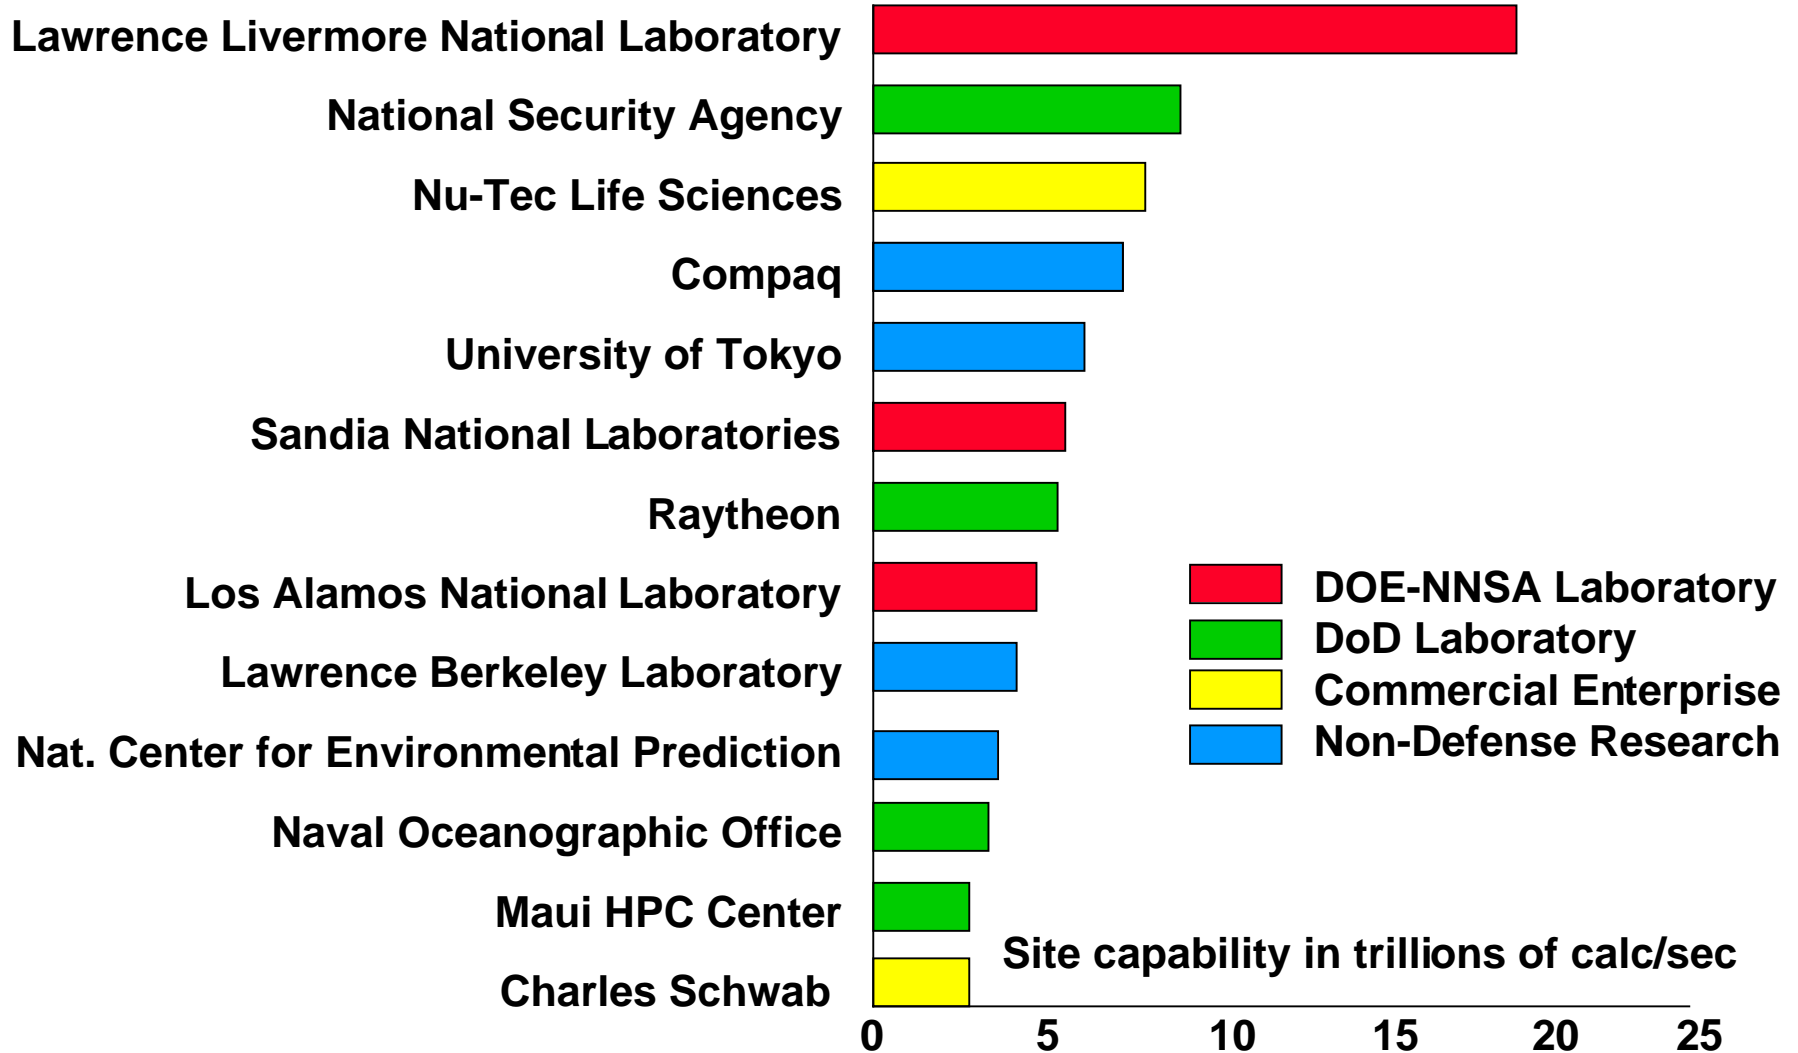 Lawrence Livermore National Laboratory
National Security Agency
Nu-Tec Life Sciences
Compaq
University of Tokyo
Sandia National Laboratories
Raytheon
Los Alamos National Laboratory
Lawrence Berkeley Laboratory
Nat. Center for Environmental Prediction
Naval Oceanographic Office
Maui HPC Center
Charles Schwab
DOE-NNSA Laboratory
DoD Laboratory
Commercial Enterprise
Non-Defense Research
Site capability in trillions of calc/sec
0 5 10 15 20 25